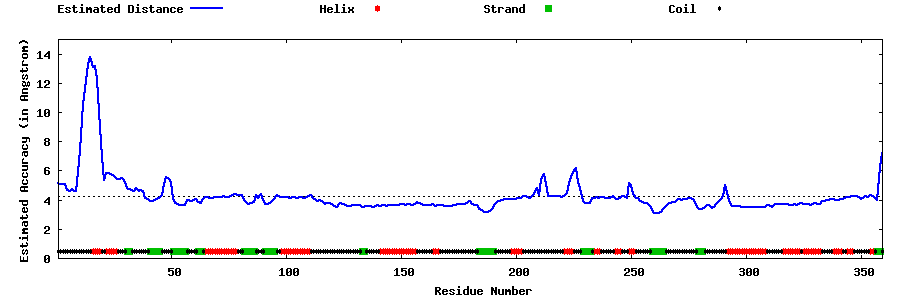 Estimated Distance Helix Strand Coil
Estimated Accuracy (in Angstrom)
14
12
10
8
6
4
2
0
50 100 150 200 250 300 350
Residue Number